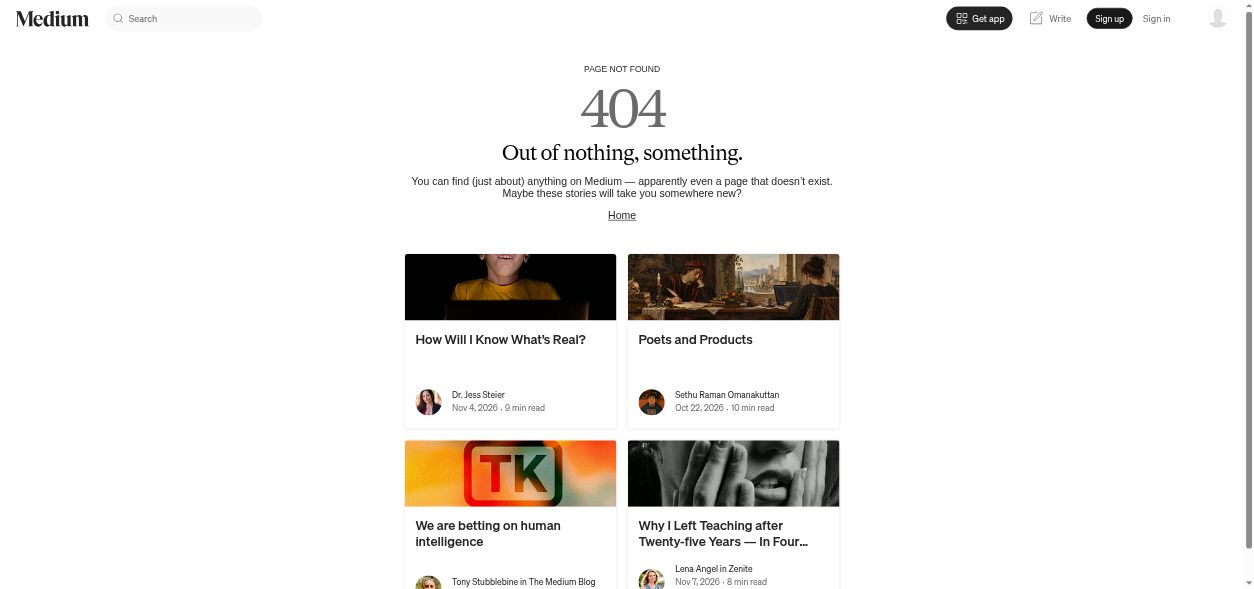 Medium
Search
Get app
Write
Sign up
Sign in
PAGE NOT FOUND
404
Out of nothing, something.
You can find (just about) anything on Medium — apparently even a page that doesn’t exist.
Maybe these stories will take you somewhere new?
Home
How Will I Know What’s Real?
Dr. Jess Steier
Nov 4, 2026 · 9 min read
Poets and Products
Sethu Raman Omanakuttan
Oct 22, 2026 · 10 min read
TK
We are betting on human
intelligence
Tony Stubblebine in The Medium Blog
Why I Left Teaching after
Twenty-five Years — In Four...
Lena Angel in Zenite
Nov 7, 2026 · 8 min read